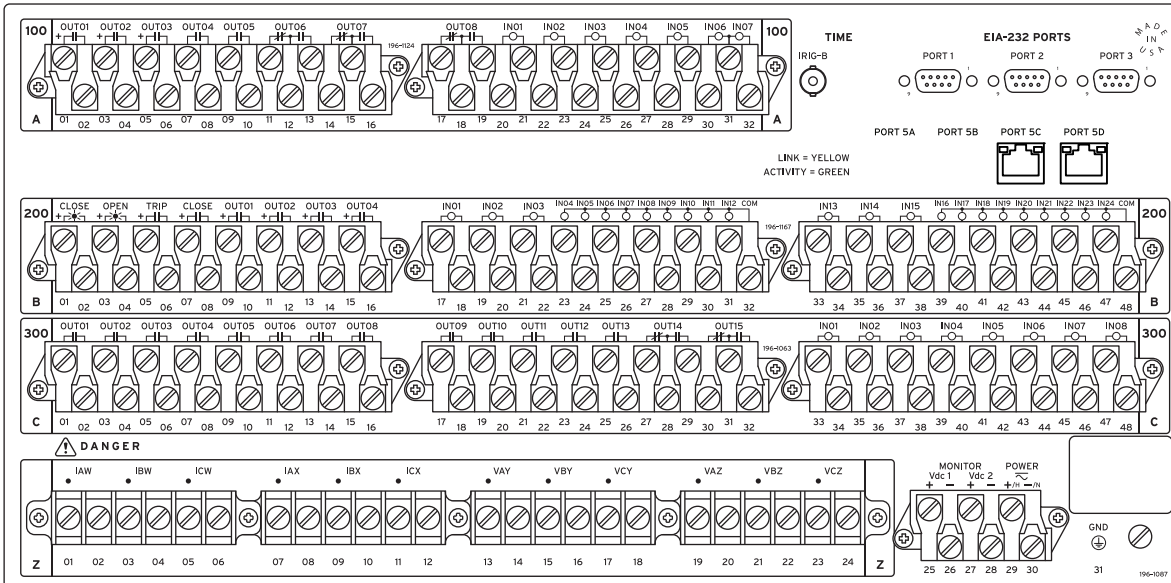 100 OUT01 OUT02 OUT03 OUT04 OUT05 OUT06 OUT07 OUT08 IN01 IN02 IN03 IN04 IN05 IN06 IN07 100
+ + +
196-1124
A 01 02 03 04 05 06 07 08 09 10 11 12 13 14 15 16 17 18 19 20 21 22 23 24 25 26 27 28 29 30 31 32 A
TIME
IRIG-B
EIA-232 PORTS
MADE IN USA
PORT 1 PORT 2 PORT 3
1 1 1
9 9 9
PORT 5A PORT 5B PORT 5C PORT 5D
LINK = YELLOW
ACTIVITY = GREEN
200 CLOSE OPEN TRIP CLOSE OUT01 OUT02 OUT03 OUT04 IN01 IN02 IN03 IN04 IN05 IN06 IN07 IN08 IN09 IN10 IN11 IN12 COM IN13 IN14 IN15 IN16 IN17 IN18 IN19 IN20 IN21 IN22 IN23 IN24 COM 200
+ + + + + + + +
196-1167
B 01 02 03 04 05 06 07 08 09 10 11 12 13 14 15 16 17 18 19 20 21 22 23 24 25 26 27 28 29 30 31 32 33 34 35 36 37 38 39 40 41 42 43 44 45 46 47 48 B
300 OUT01 OUT02 OUT03 OUT04 OUT05 OUT06 OUT07 OUT08 OUT09 OUT10 OUT11 OUT12 OUT13 OUT14 OUT15 IN01 IN02 IN03 IN04 IN05 IN06 IN07 IN08 300
196-1063
C 01 02 03 04 05 06 07 08 09 10 11 12 13 14 15 16 17 18 19 20 21 22 23 24 25 26 27 28 29 30 31 32 33 34 35 36 37 38 39 40 41 42 43 44 45 46 47 48 C
DANGER
IAW IBW ICW IAX IBX ICX VAY VBY VCY VAZ VBZ VCZ
Z 01 02 03 04 05 06 07 08 09 10 11 12 13 14 15 16 17 18 19 20 21 22 23 24 Z
MONITOR POWER
Vdc 1 Vdc 2
+ − + − +/H −/N
25 26 27 28 29 30
GND
31
196-1087